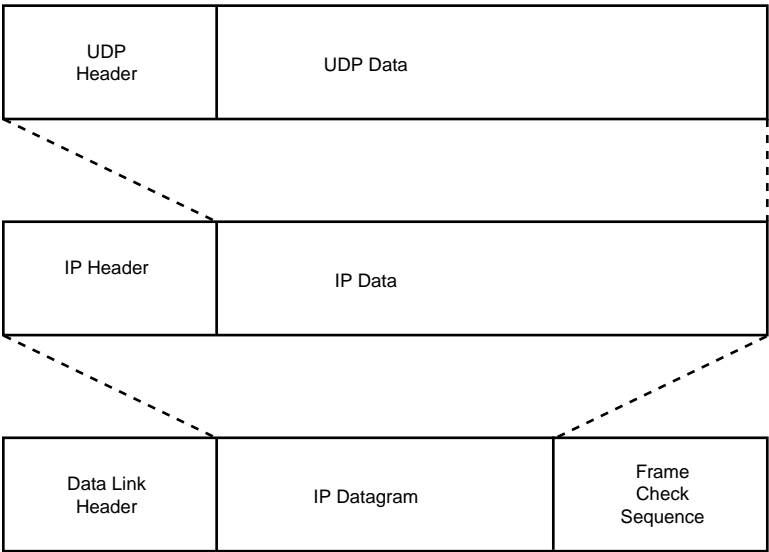 UDP
Header
UDP Data
IP Header
IP Data
Data Link
Header
IP Datagram
Frame
Check
Sequence